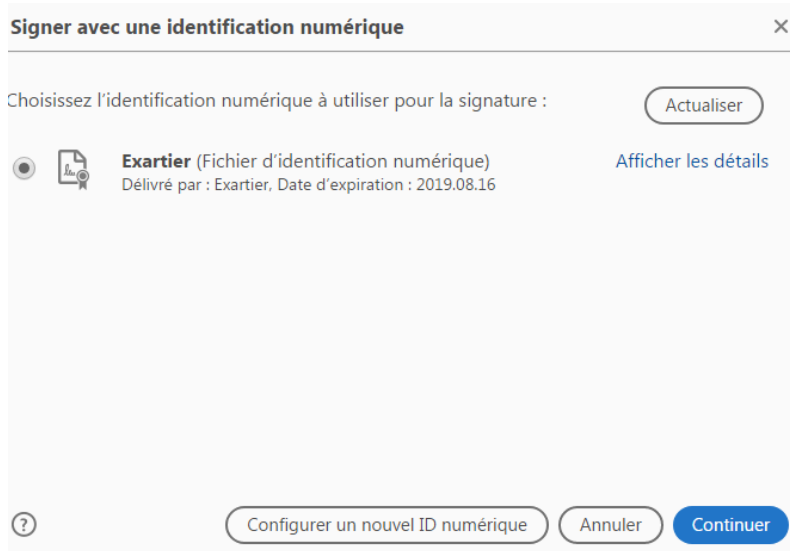 Signer avec une identification numérique
Choisissez l'identification numérique à utiliser pour la signature :
Actualiser
Exartier (Fichier d'identification numérique)
Afficher les détails
Délivré par : Exartier, Date d'expiration : 2019.08.16
Configurer un nouvel ID numérique
Annuler
Continuer